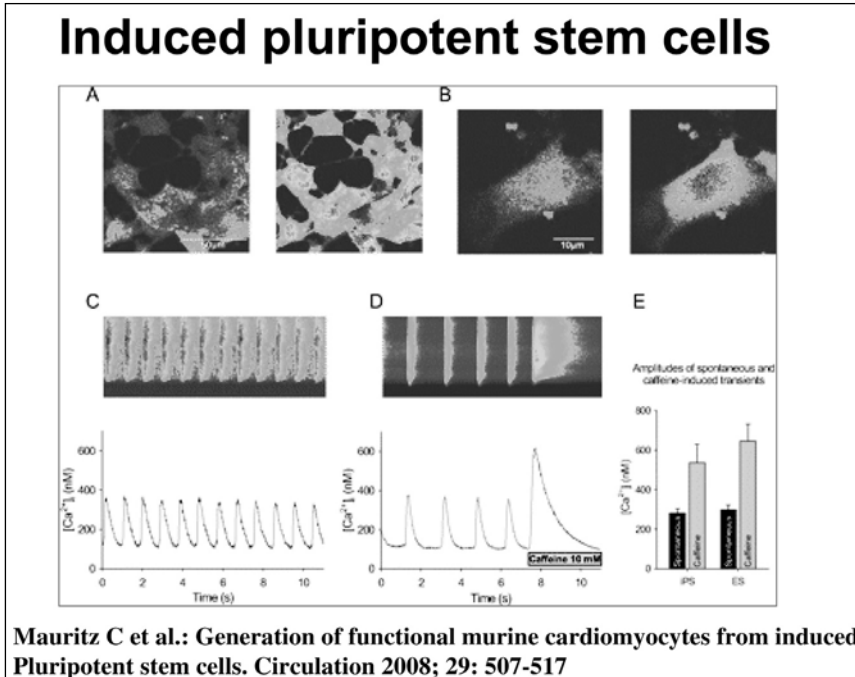 Induced pluripotent stem cells
A
B
50µm
10µm
C
D
E
Amplitudes of spontaneous and
caffeine-induced transients
[Ca²⁺]ᵢ (nM)
600
400
200
0
0 2 4 6 8 10
Time (s)
[Ca²⁺]ᵢ (nM)
600
400
200
0
Caffeine 10 mM
0 2 4 6 8 10
Time (s)
[Ca²⁺]ᵢ (nM)
800
600
400
200
0
Spontaneous
Caffeine
Spontaneous
Caffeine
iPS ES
Mauritz C et al.: Generation of functional murine cardiomyocytes from induced
Pluripotent stem cells. Circulation 2008; 29: 507-517